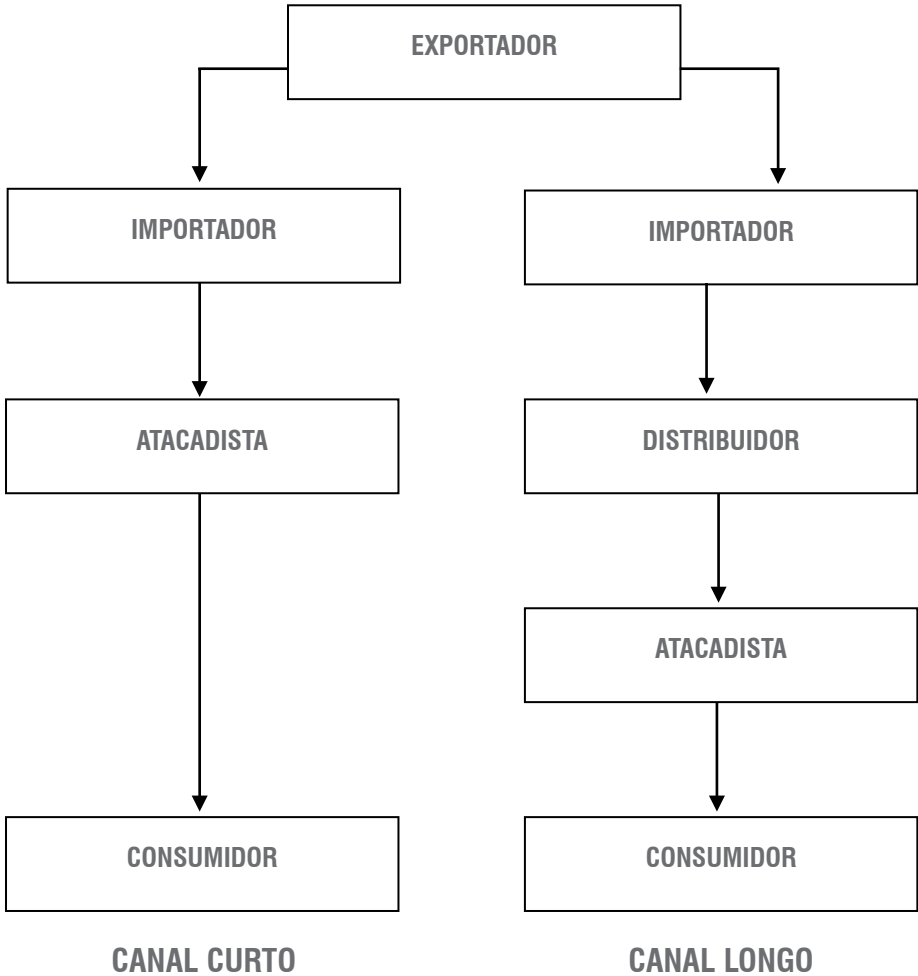 EXPORTADOR
IMPORTADOR
IMPORTADOR
ATACADISTA
DISTRIBUIDOR
ATACADISTA
CONSUMIDOR
CONSUMIDOR
CANAL CURTO
CANAL LONGO